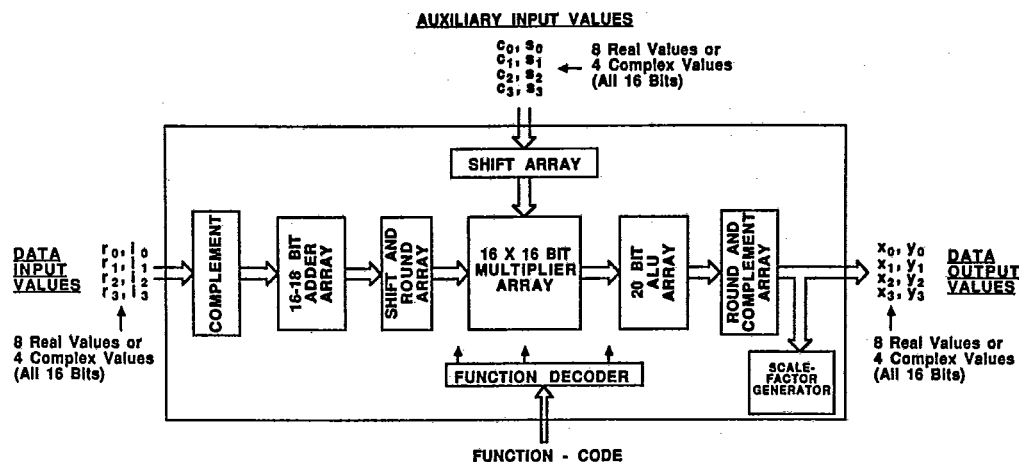 AUXILIARY INPUT VALUES
c0, s0
c1, s1
c2, s2
c3, s3
8 Real Values or
4 Complex Values
(All 16 Bits)
SHIFT ARRAY
DATA
INPUT
VALUES
r0, i0
r1, i1
r2, i2
r3, i3
8 Real Values or
4 Complex Values
(All 16 Bits)
COMPLEMENT
16-18 BIT
ADDER
ARRAY
SHIFT AND
ROUND
ARRAY
16 X 16 BIT
MULTIPLIER
ARRAY
20 BIT
ALU
ARRAY
ROUND AND
COMPLEMENT
ARRAY
x0, y0
x1, y1
x2, y2
x3, y3
DATA
OUTPUT
VALUES
8 Real Values or
4 Complex Values
(All 16 Bits)
SCALE-
FACTOR
GENERATOR
FUNCTION DECODER
FUNCTION - CODE